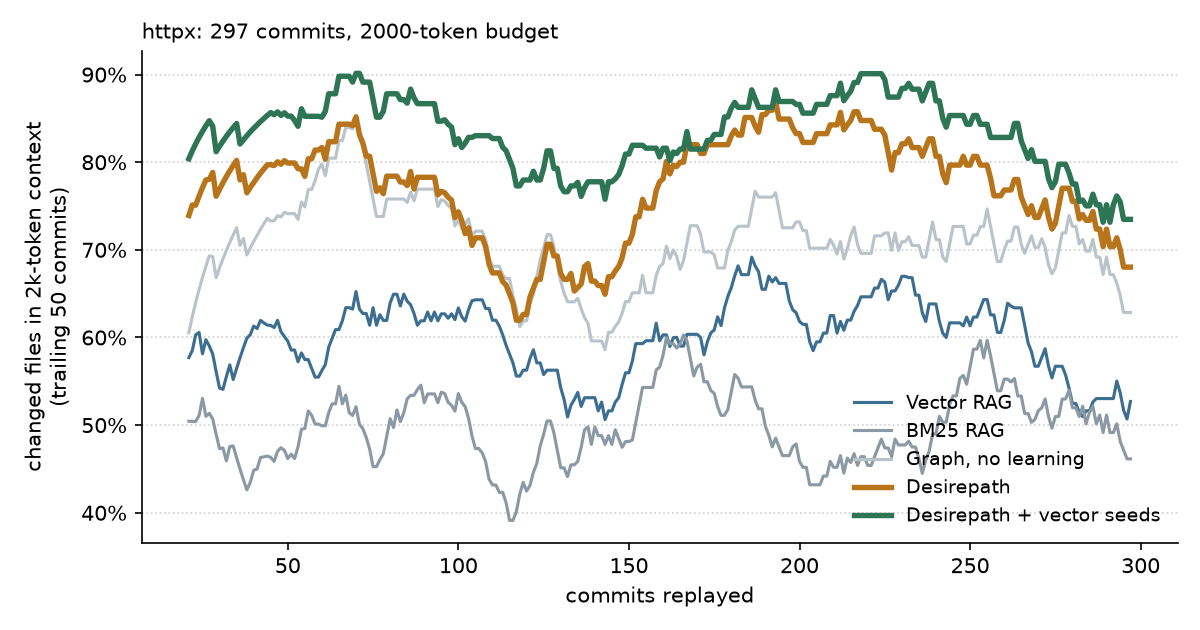 httpx: 297 commits, 2000-token budget
changed files in 2k-token context
(trailing 50 commits)
90%
80%
70%
60%
50%
40%
Vector RAG
BM25 RAG
Graph, no learning
Desirepath
Desirepath + vector seeds
50 100 150 200 250 300
commits replayed